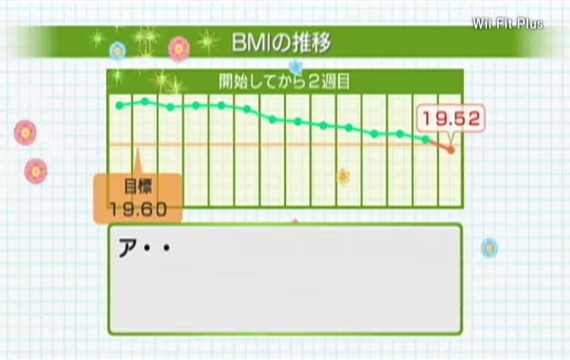 Wii Fit Plus
BMIの推移
開始してから2週目
19.52
目標
19.60
ア・・